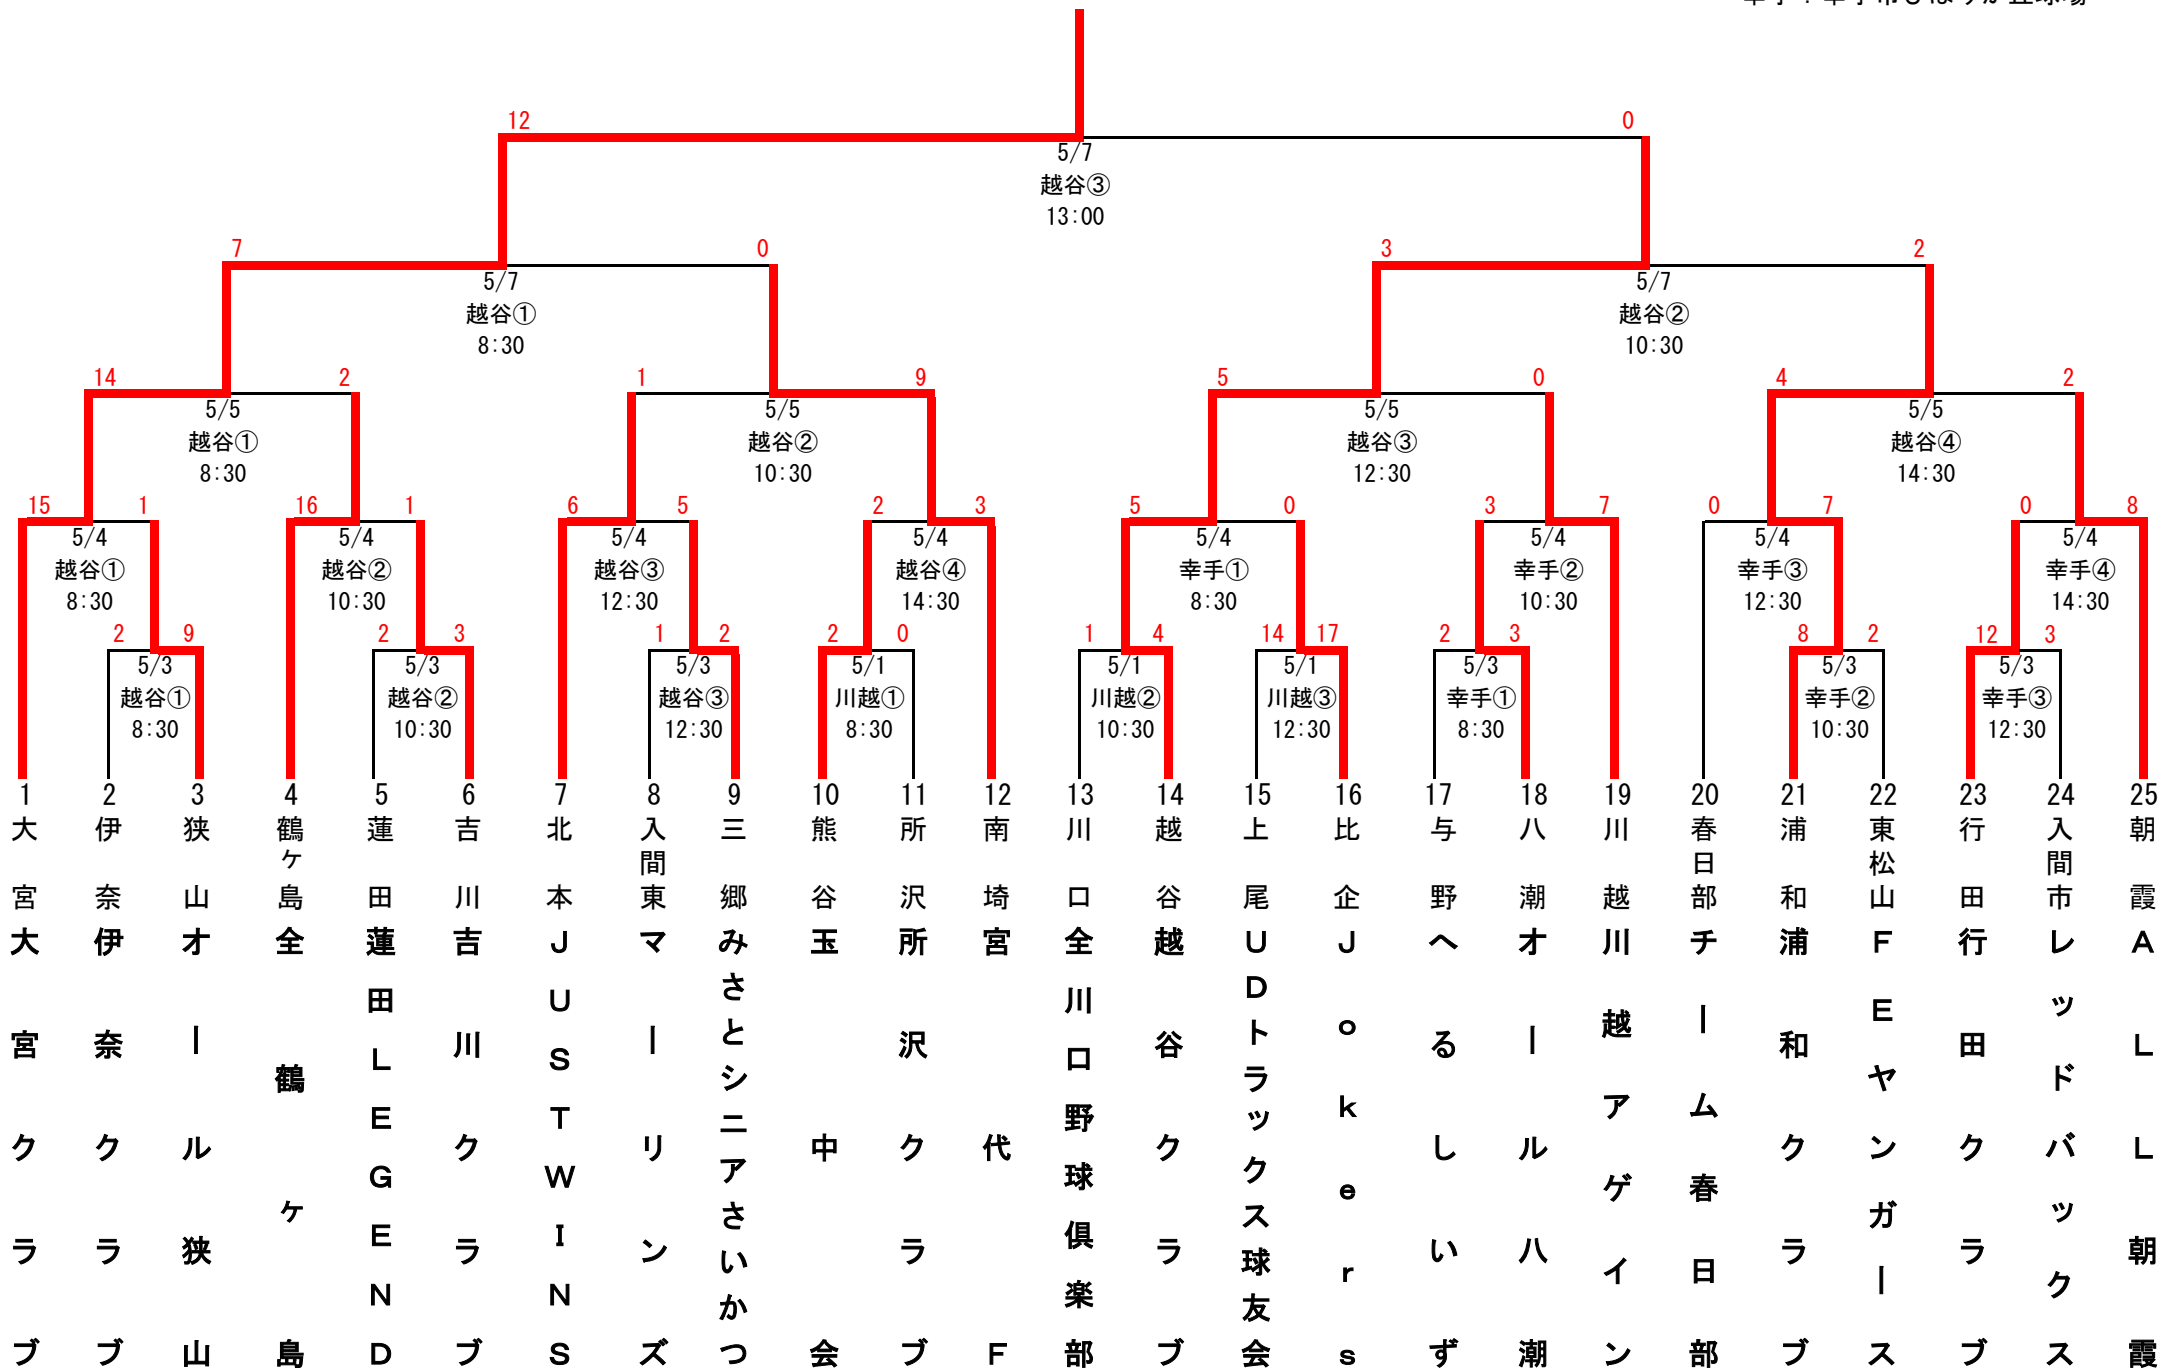 12 0
5/7
越谷③
13:00
7 0 3 2
5/7 5/7
越谷① 越谷②
8:30 10:30
14 2 1 9 5 0 4 2
5/5 5/5 5/5 5/5
越谷① 越谷② 越谷③ 越谷④
8:30 10:30 12:30 14:30
15 1 16 1 6 5 2 3 5 0 3 7 0 7 0 8
5/4 5/4 5/4 5/4 5/4 5/4 5/4 5/4
越谷① 越谷② 越谷③ 越谷④ 幸手① 幸手② 幸手③ 幸手④
8:30 10:30 12:30 14:30 8:30 10:30 12:30 14:30
2 9 2 3 1 2 2 0 1 4 14 17 2 3 8 2 12 3
5/3 5/3 5/3 5/1 5/1 5/1 5/3 5/3 5/3
越谷① 越谷② 越谷③ 川越① 川越② 川越③ 幸手① 幸手② 幸手③
8:30 10:30 12:30 8:30 10:30 12:30 8:30 10:30 12:30
1 大宮 大宮クラブ
2 伊奈 伊奈クラブ
3 狭山 オール狭山
4 鶴ヶ島 全鶴ヶ島
5 蓮田 蓮田LEGEND
6 吉川 吉川クラブ
7 北本 JUSTWINS
8 入間東 マーリンズ
9 三郷 みさとシニアさいかつ
10 熊谷 玉中会
11 所沢 所沢クラブ
12 南埼 宮代F
13 川口 全川口野球倶楽部
14 越谷 越谷クラブ
15 上尾 UDトラックス球友会
16 比企 Jokers
17 与野 へるしいず
18 八潮 オール八潮
19 川越 川越アゲイン
20 春日部 チーム春日部
21 浦和 浦和クラブ
22 東松山 FEヤンガース
23 行田 行田クラブ
24 入間市 レッドバックス
25 朝霞 ALL朝霞